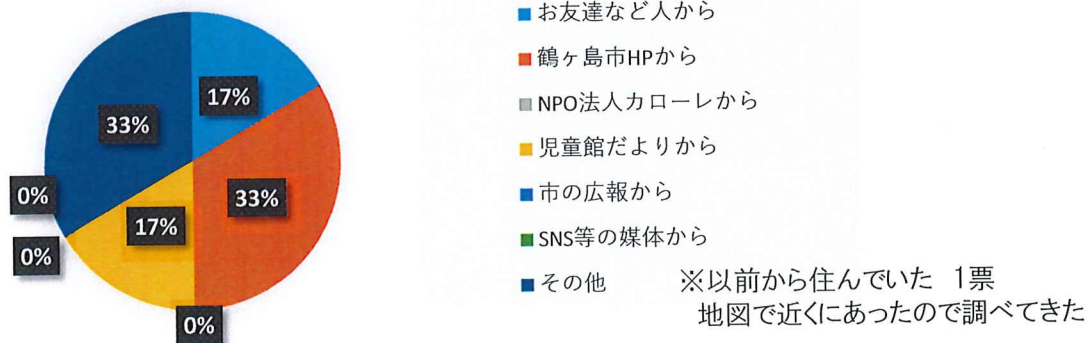 17%
33%
0%
17%
0%
0%
33%
お友達など人から
鶴ヶ島市HPから
NPO法人カローレから
児童館だよりから
市の広報から
SNS等の媒体から
その他
※以前から住んでいた 1票
地図で近くにあったので調べてきた